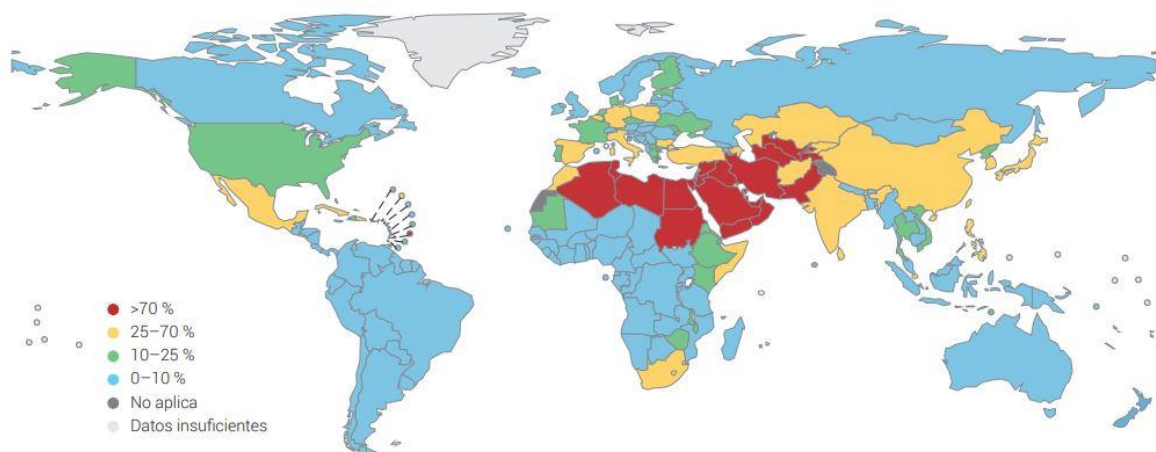 >70 %
25–70 %
10–25 %
0–10 %
No aplica
Datos insuficientes